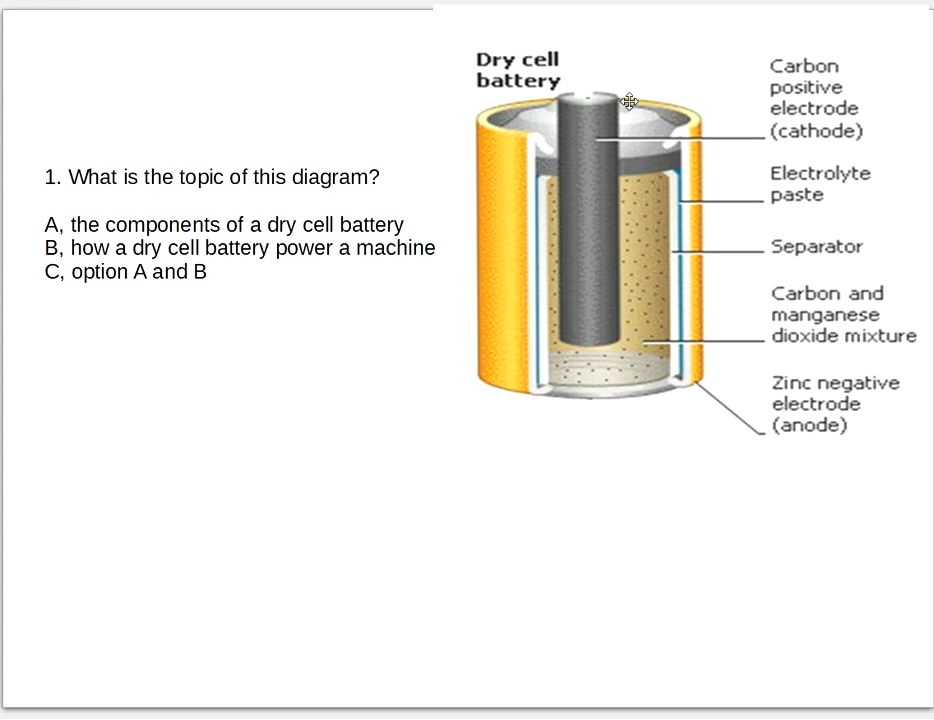 1. What is the topic of this diagram?
A, the components of a dry cell battery
B, how a dry cell battery power a machine
C, option A and B
Dry cell
battery
Carbon
positive
electrode
(cathode)
Electrolyte
paste
Separator
Carbon and
manganese
dioxide mixture
Zinc negative
electrode
(anode)